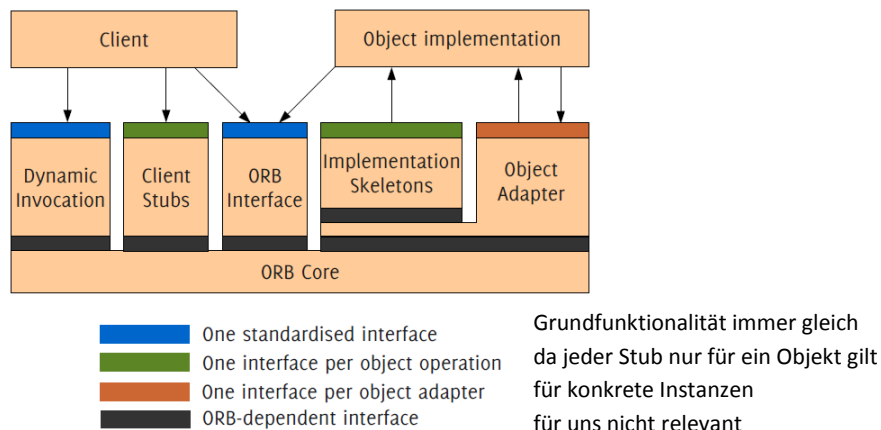 Client
Object implementation
Dynamic
Invocation
Client
Stubs
ORB
Interface
Implementation
Skeletons
Object
Adapter
ORB Core
One standardised interface
One interface per object operation
One interface per object adapter
ORB-dependent interface
Grundfunktionalität immer gleich
da jeder Stub nur für ein Objekt gilt
für konkrete Instanzen
für uns nicht relevant